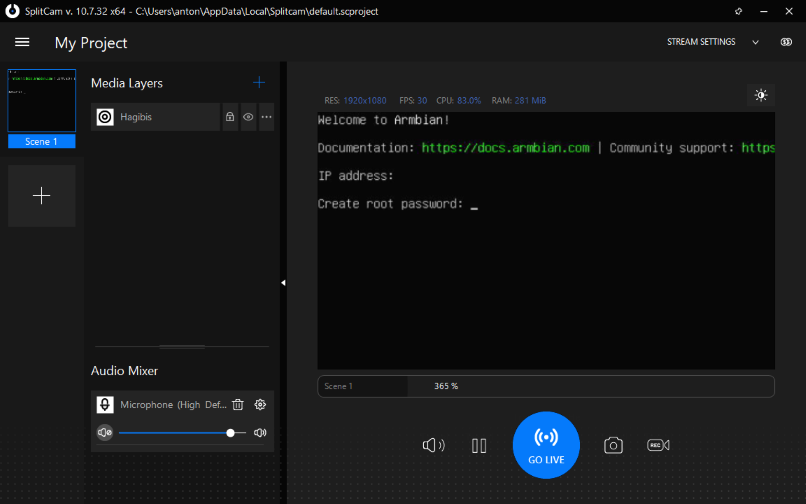 SplitCam v. 10.7.32 x64 - C:\Users\anton\AppData\Local\Splitcam\default.scproject
My Project
STREAM SETTINGS
Media Layers
Hagibis
Scene 1
RES: 1920x1080 FPS: 30 CPU: 83.0% RAM: 281 MiB
Welcome to Armbian!
Documentation: https://docs.armbian.com | Community support: https
IP address:
Create root password: _
Audio Mixer
Microphone (High Def...
Scene 1 365 %
GO LIVE
REC